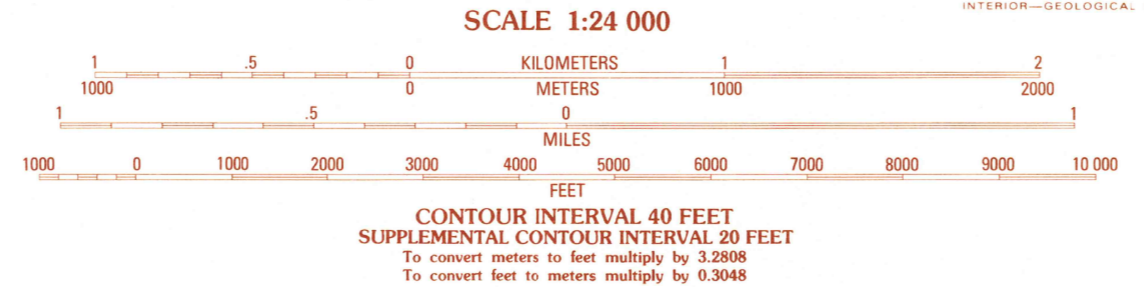 INTERIOR—GEOLOGICAL
SCALE 1:24 000
1 .5 0 KILOMETERS 1 2
1000 0 METERS 1000 2000
1 .5 0 1
MILES
1000 0 1000 2000 3000 4000 5000 6000 7000 8000 9000 10 000
FEET
CONTOUR INTERVAL 40 FEET
SUPPLEMENTAL CONTOUR INTERVAL 20 FEET
To convert meters to feet multiply by 3.2808
To convert feet to meters multiply by 0.3048